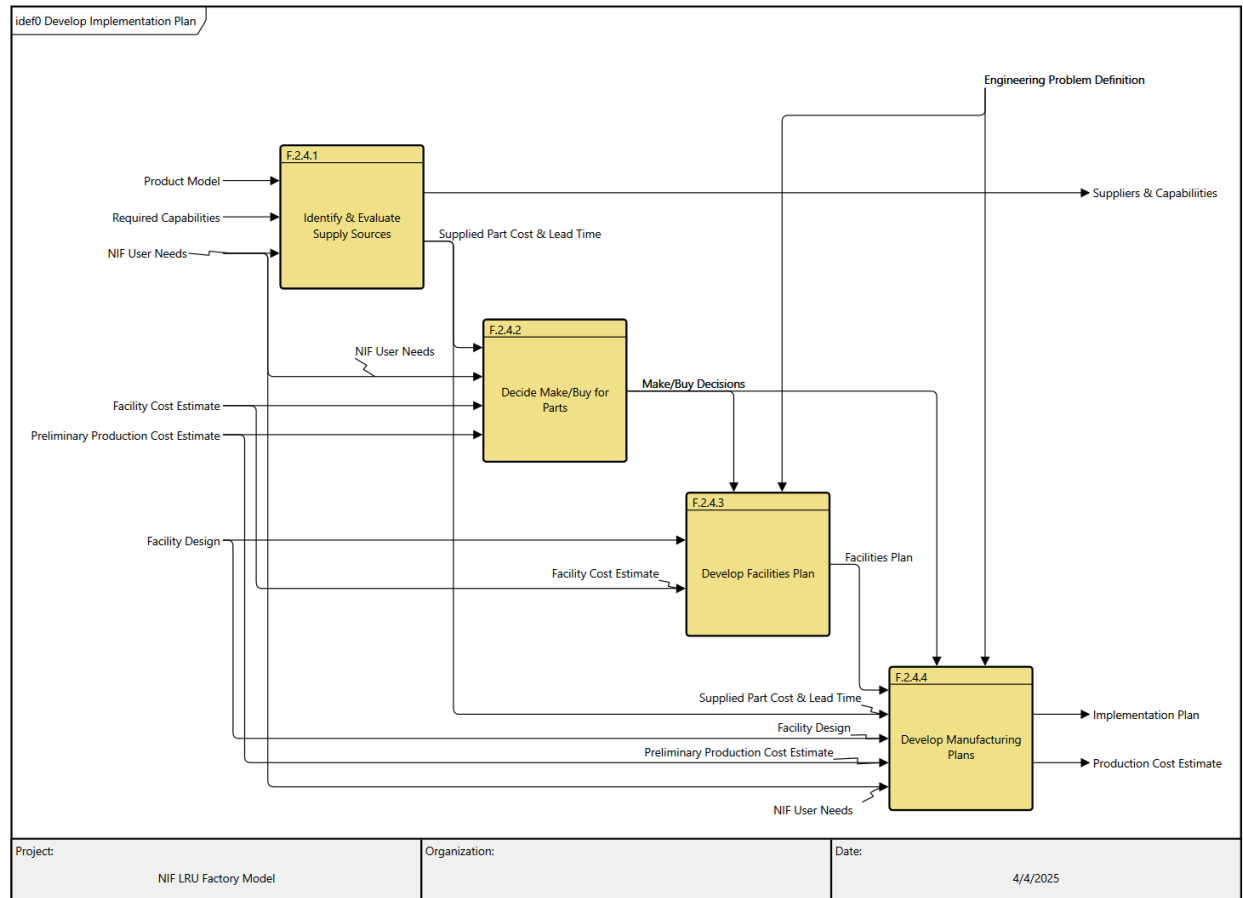 idef0 Develop Implementation Plan
Engineering Problem Definition
F.2.4.1
Product Model
Suppliers & Capabiliities
Required Capabilities
Identify & Evaluate
Supply Sources
Supplied Part Cost & Lead Time
NIF User Needs
F.2.4.2
NIF User Needs
Make/Buy Decisions
Decide Make/Buy for
Parts
Facility Cost Estimate
Preliminary Production Cost Estimate
F.2.4.3
Facility Design
Facilities Plan
Facility Cost Estimate
Develop Facilities Plan
F.2.4.4
Supplied Part Cost & Lead Time
Implementation Plan
Facility Design
Develop Manufacturing
Plans
Preliminary Production Cost Estimate
Production Cost Estimate
NIF User Needs
Project:
NIF LRU Factory Model
Organization:
Date:
4/4/2025